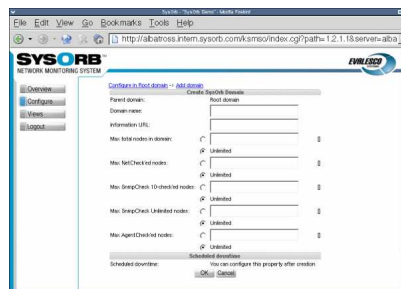 SysOrb - "SysOrb Demo" - Mozilla Firefox
File Edit View Go Bookmarks Tools Help
http://albatross.intern.sysorb.com/ksmso/index.cgi?path=1.2.1.1&server=alba
SYSORB
NETWORK MONITORING SYSTEM
EVALESCO
Overview
Configure
Views
Logout
Configure in Root domain -> Add domain
Create SysOrb Domain
Parent domain: Root domain
Domain name:
Information URL:
Max total nodes in domain:
Unlimited
Max NetCheck'ed nodes:
Unlimited
Max SnmpCheck 10-check'ed nodes:
Unlimited
Max SnmpCheck Unlimited nodes:
Unlimited
Max AgentCheck'ed nodes:
Unlimited
Scheduled downtime
Scheduled downtime: You can configure this property after creation
OK Cancel